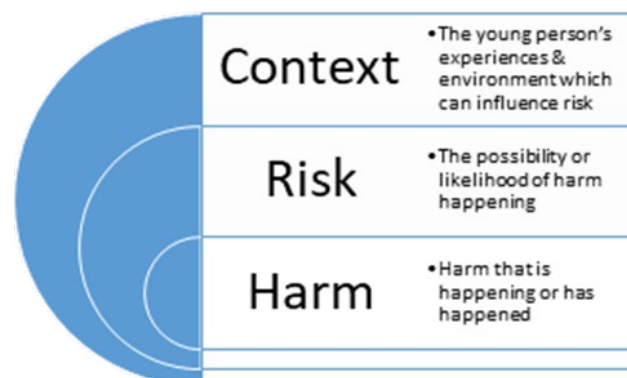 Context
•The young person's
experiences &
environment which
can influence risk
Risk
•The possibility or
likelihood of harm
happening
Harm
•Harm that is
happening or has
happened